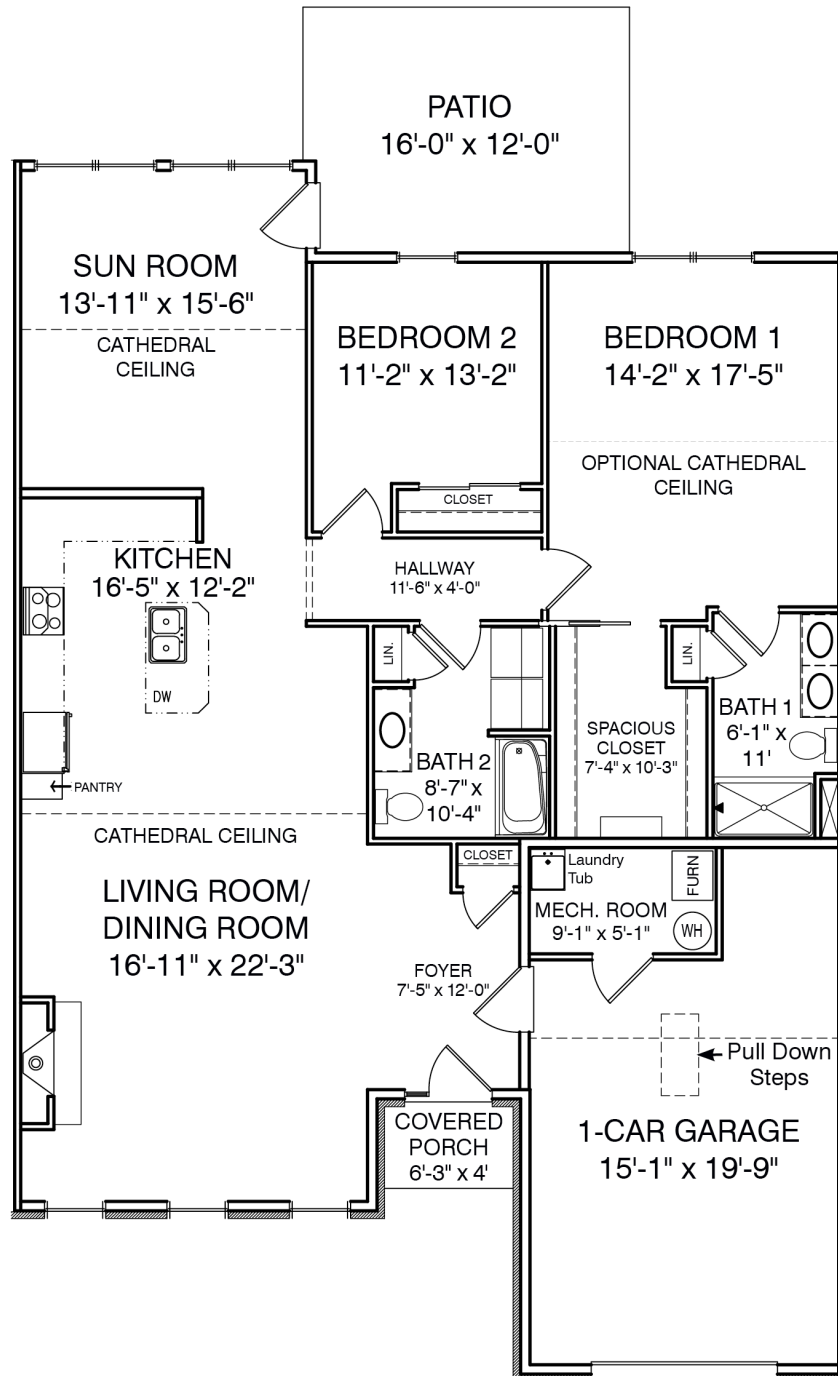 PATIO
16'-0" x 12'-0"
SUN ROOM
13'-11" x 15'-6"
CATHEDRAL
CEILING
BEDROOM 2
11'-2" x 13'-2"
CLOSET
BEDROOM 1
14'-2" x 17'-5"
OPTIONAL CATHEDRAL
CEILING
KITCHEN
16'-5" x 12'-2"
DW
PANTRY
HALLWAY
11'-6" x 4'-0"
LIN.
BATH 2
8'-7" x
10'-4"
SPACIOUS
CLOSET
7'-4" x 10'-3"
LIN.
BATH 1
6'-1" x
11'
CATHEDRAL CEILING
LIVING ROOM/
DINING ROOM
16'-11" x 22'-3"
CLOSET
FOYER
7'-5" x 12'-0"
Laundry
Tub
FURN
MECH. ROOM
9'-1" x 5'-1"
WH
Pull Down
Steps
COVERED
PORCH
6'-3" x 4'
1-CAR GARAGE
15'-1" x 19'-9"